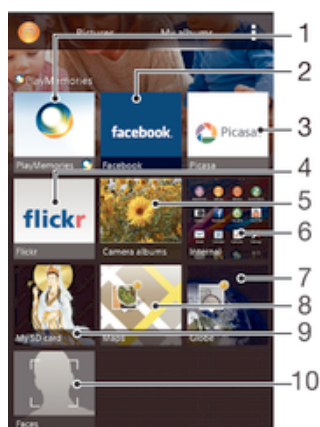 Pictures My albums
PlayMemories
facebook.
Picasa
PlayMemories Facebook Picasa
flickr
Flickr Camera albums Internal
My SD card Maps Globe
Faces
1
2
3
4
5
6
7
8
9
10